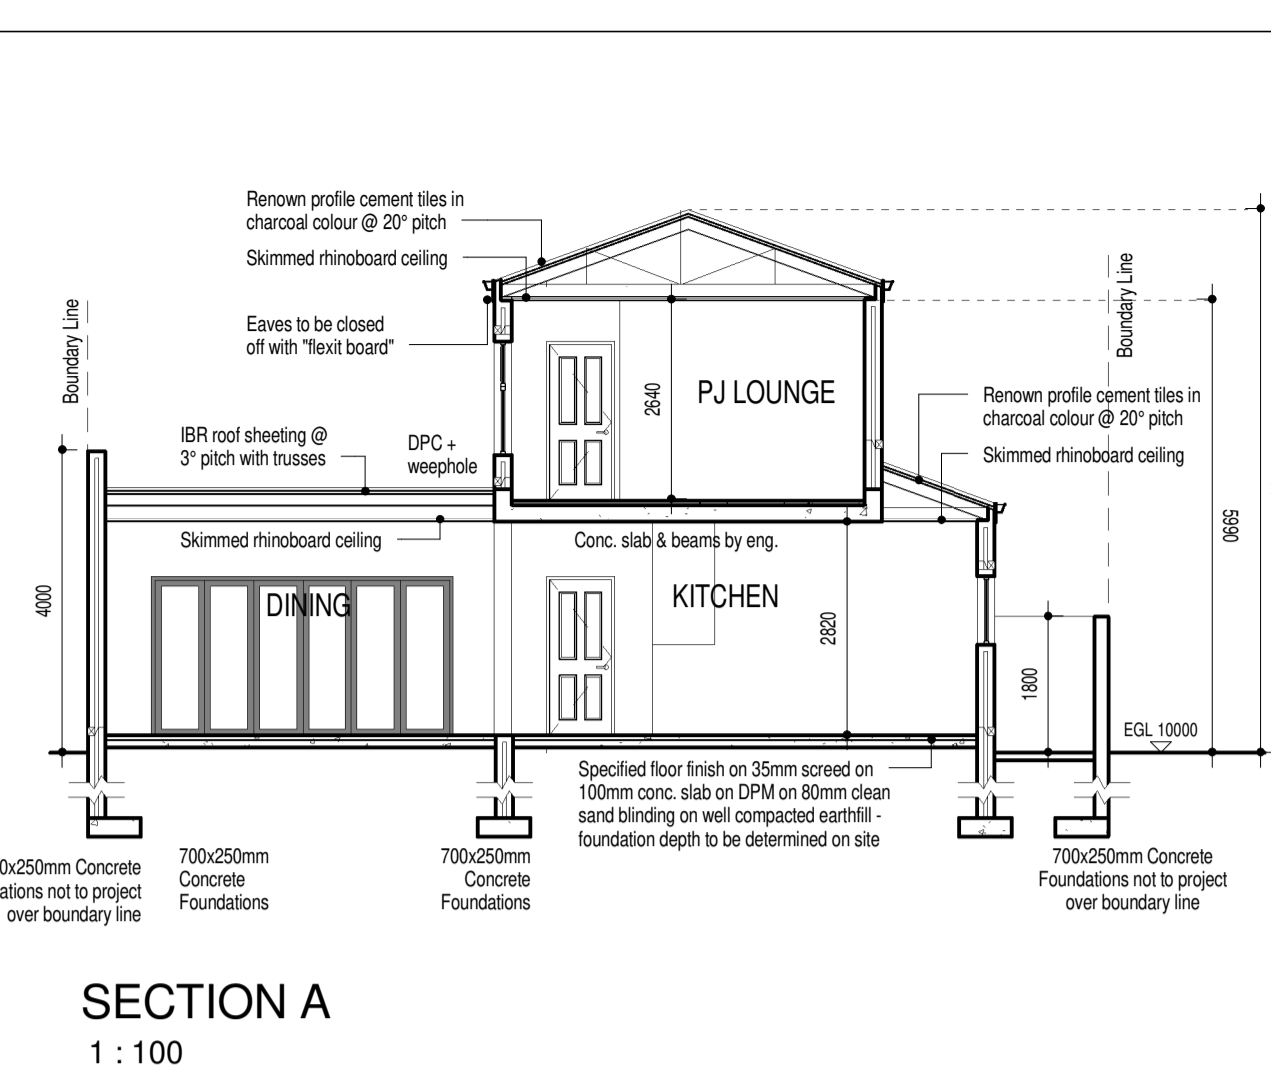 Renown profile cement tiles in
charcoal colour @ 20° pitch
Skimmed rhinoboard ceiling
Boundary Line
Eaves to be closed
off with "flexit board"
Boundary Line
2640
PJ LOUNGE
Renown profile cement tiles in
charcoal colour @ 20° pitch
Skimmed rhinoboard ceiling
IBR roof sheeting @
3° pitch with trusses
DPC +
weephole
Skimmed rhinoboard ceiling
Conc. slab & beams by eng.
5990
4000
DINING
KITCHEN
2820
1800
EGL 10000
Specified floor finish on 35mm screed on
100mm conc. slab on DPM on 80mm clean
sand blinding on well compacted earthfill -
foundation depth to be determined on site
0x250mm Concrete
ations not to project
over boundary line
700x250mm
Concrete
Foundations
700x250mm
Concrete
Foundations
700x250mm Concrete
Foundations not to project
over boundary line
SECTION A
1 : 100